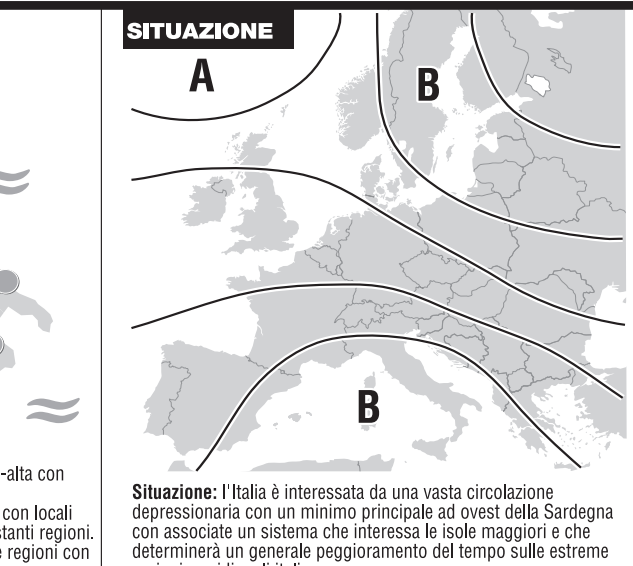 -alta con
con locali
stanti regioni.
regioni con
SITUAZIONE
A
B
B
Situazione: l'Italia è interessata da una vasta circolazione
depressionaria con un minimo principale ad ovest della Sardegna
con associate un sistema che interessa le isole maggiori e che
determinerà un generale peggioramento del tempo sulle estreme